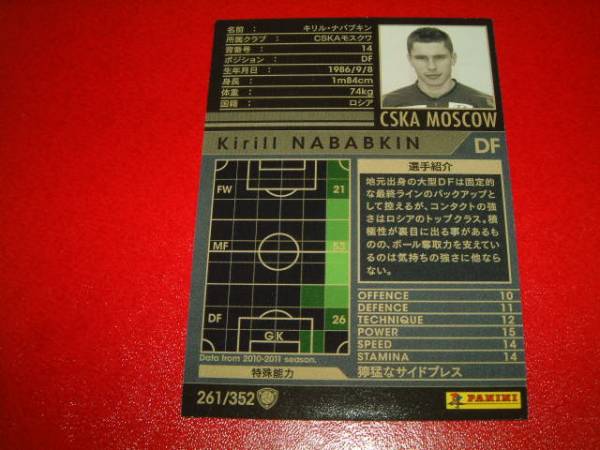 名前： キリル・ナバブキン
所属クラブ： CSKAモスクワ
背番号： 14
ポジション： DF
生年月日： 1986/9/8
身長： 1m84cm
体重： 74kg
国籍： ロシア
CSKA MOSCOW
Kirill NABABKIN DF
FW 21
MF 53
DF 26
GK
Data from 2010-2011 season.
特殊能力
選手紹介
地元出身の大型DFは固定的
な最終ラインのバックアップと
して控えるが、コンタクトの強
さはロシアのトップクラス。積
極性が裏目に出る事があるも
のの、ボール奪取力を支えてい
るのは気持ちの強さに他なら
ない。
OFFENCE 10
DEFENCE 11
TECHNIQUE 12
POWER 15
SPEED 14
STAMINA 14
獰猛なサイドプレス
261/352
PANINI